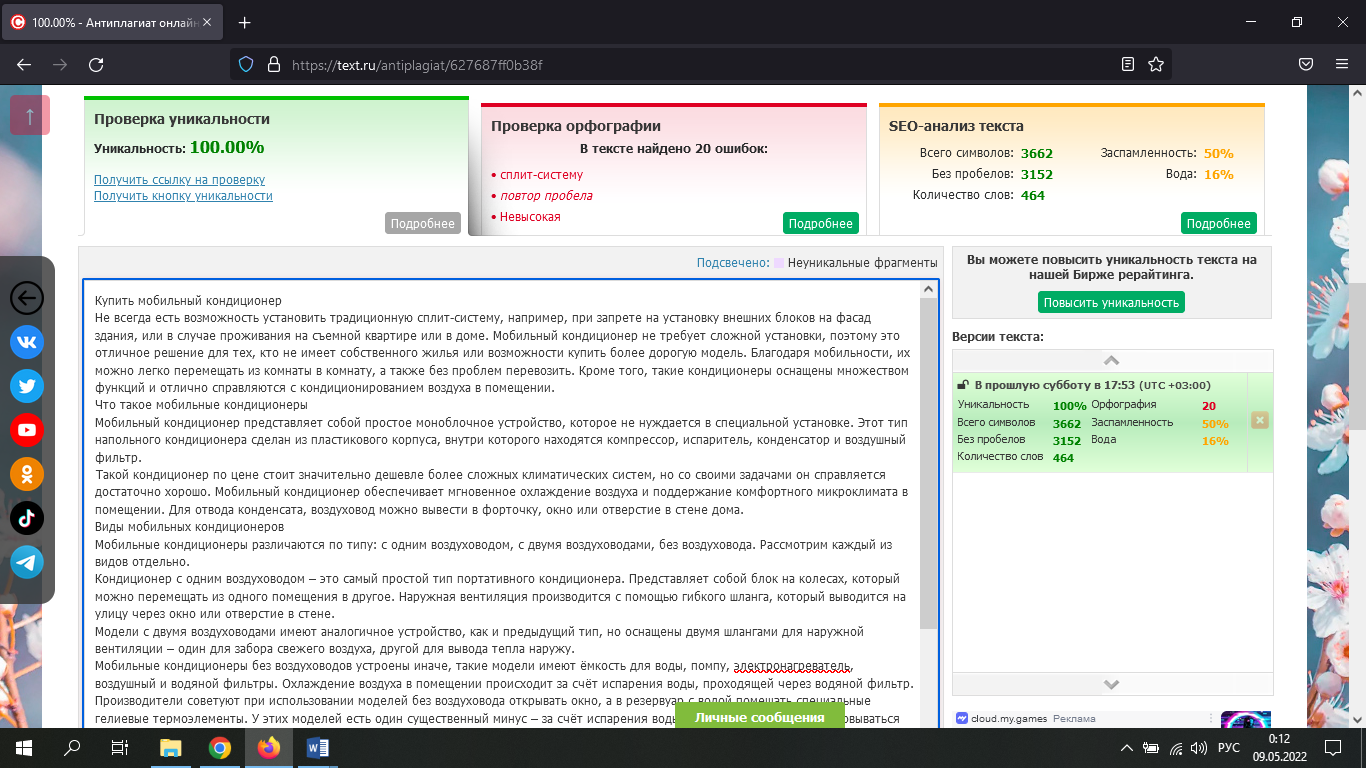 100.00% - Антиплагиат онлайн
https://text.ru/antiplagiat/627687ff0b38f
Проверка уникальности
Уникальность: 100.00%
Получить ссылку на проверку
Получить кнопку уникальности
Подробнее
Проверка орфографии
В тексте найдено 20 ошибок:
• сплит-систему
• повтор пробела
• Невысокая
Подробнее
SEO-анализ текста
Всего символов: 3662
Без пробелов: 3152
Количество слов: 464
Заспамленность: 50%
Вода: 16%
Подробнее
Подсвечено: Неуникальные фрагменты
Купить мобильный кондиционер
Не всегда есть возможность установить традиционную сплит-систему, например, при запрете на установку внешних блоков на фасад
здания, или в случае проживания на съемной квартире или в доме. Мобильный кондиционер не требует сложной установки, поэтому это
отличное решение для тех, кто не имеет собственного жилья или возможности купить более дорогую модель. Благодаря мобильности, их
можно легко перемещать из комнаты в комнату, а также без проблем перевозить. Кроме того, такие кондиционеры оснащены множеством
функций и отлично справляются с кондиционированием воздуха в помещении.
Что такое мобильные кондиционеры
Мобильный кондиционер представляет собой простое моноблочное устройство, которое не нуждается в специальной установке. Этот тип
напольного кондиционера сделан из пластикового корпуса, внутри которого находятся компрессор, испаритель, конденсатор и воздушный
фильтр.
Такой кондиционер по цене стоит значительно дешевле более сложных климатических систем, но со своими задачами он справляется
достаточно хорошо. Мобильный кондиционер обеспечивает мгновенное охлаждение воздуха и поддержание комфортного микроклимата в
помещении. Для отвода конденсата, воздуховод можно вывести в форточку, окно или отверстие в стене дома.
Виды мобильных кондиционеров
Мобильные кондиционеры различаются по типу: с одним воздуховодом, с двумя воздуховодами, без воздуховода. Рассмотрим каждый из
видов отдельно.
Кондиционер с одним воздуховодом – это самый простой тип портативного кондиционера. Представляет собой блок на колесах, который
можно перемещать из одного помещения в другое. Наружная вентиляция производится с помощью гибкого шланга, который выводится на
улицу через окно или отверстие в стене.
Модели с двумя воздуховодами имеют аналогичное устройство, как и предыдущий тип, но оснащены двумя шлангами для наружной
вентиляции – один для забора свежего воздуха, другой для вывода тепла наружу.
Мобильные кондиционеры без воздуховодов устроены иначе, такие модели имеют ёмкость для воды, помпу, электронагреватель,
воздушный и водяной фильтры. Охлаждение воздуха в помещении происходит за счёт испарения воды, проходящей через водяной фильтр.
Производители советуют при использовании моделей без воздуховода открывать окно, а в резервуар с водой помещать специальные
гелиевые термоэлементы. У этих моделей есть один существенный минус – за счёт испарения воды
Личные сообщения
Вы можете повысить уникальность текста на
нашей Бирже рерайтинга.
Повысить уникальность
Версии текста:
В прошлую субботу в 17:53 (UTC +03:00)
Уникальность 100% Орфография 20
Всего символов 3662 Заспамленность 50%
Без пробелов 3152 Вода 16%
Количество слов 464
cloud.my.games Реклама
РУС
0:12
09.05.2022